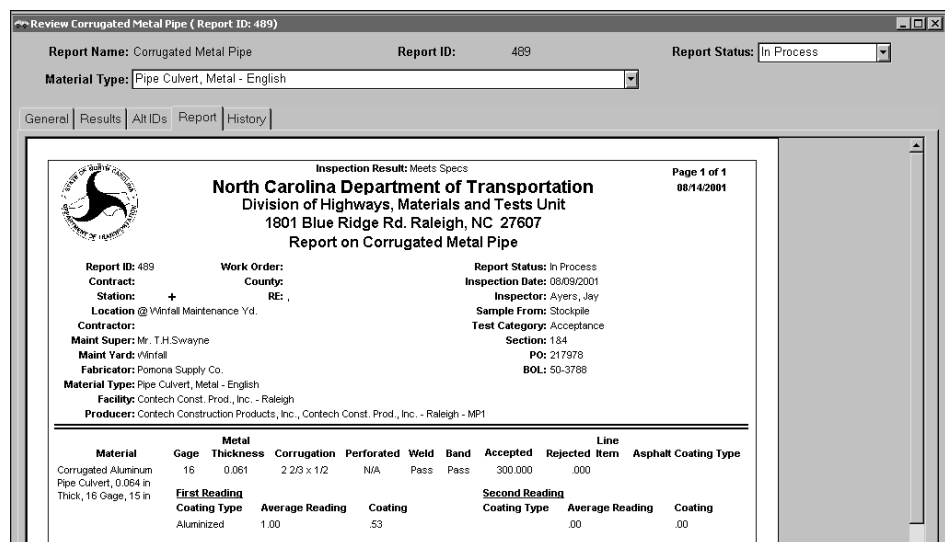 Review Corrugated Metal Pipe ( Report ID: 489)
Report Name: Corrugated Metal Pipe Report ID: 489 Report Status: In Process
Material Type: Pipe Culvert, Metal - English
General Results Alt IDs Report History
Inspection Result: Meets Specs
Page 1 of 1
North Carolina Department of Transportation
08/14/2001
Division of Highways, Materials and Tests Unit
1801 Blue Ridge Rd. Raleigh, NC 27607
Report on Corrugated Metal Pipe
STATE OF NORTH CAROLINA
DEPARTMENT OF TRANSPORTATION
Report ID: 489 Work Order: Report Status: In Process
Contract: County: Inspection Date: 08/09/2001
Station: + RE: , Inspector: Ayers, Jay
Location @ Winfall Maintenance Yd. Sample From: Stockpile
Contractor: Test Category: Acceptance
Maint Super: Mr. T.H.Swayne Section: 1&4
Maint Yard: Winfall PO: 217978
Fabricator: Pomona Supply Co. BOL: 50-3788
Material Type: Pipe Culvert, Metal - English
Facility: Contech Const. Prod., Inc. - Raleigh
Producer: Contech Construction Products, Inc., Contech Const. Prod., Inc. - Raleigh - MP1
Metal Line
Material Gage Thickness Corrugation Perforated Weld Band Accepted Rejected Item Asphalt Coating Type
Corrugated Aluminum 16 0.061 2 2/3 x 1/2 N/A Pass Pass 300.000 .000
Pipe Culvert, 0.064 in
Thick, 16 Gage, 15 in First Reading Second Reading
Coating Type Average Reading Coating Coating Type Average Reading Coating
Aluminized 1.00 .53 .00 .00